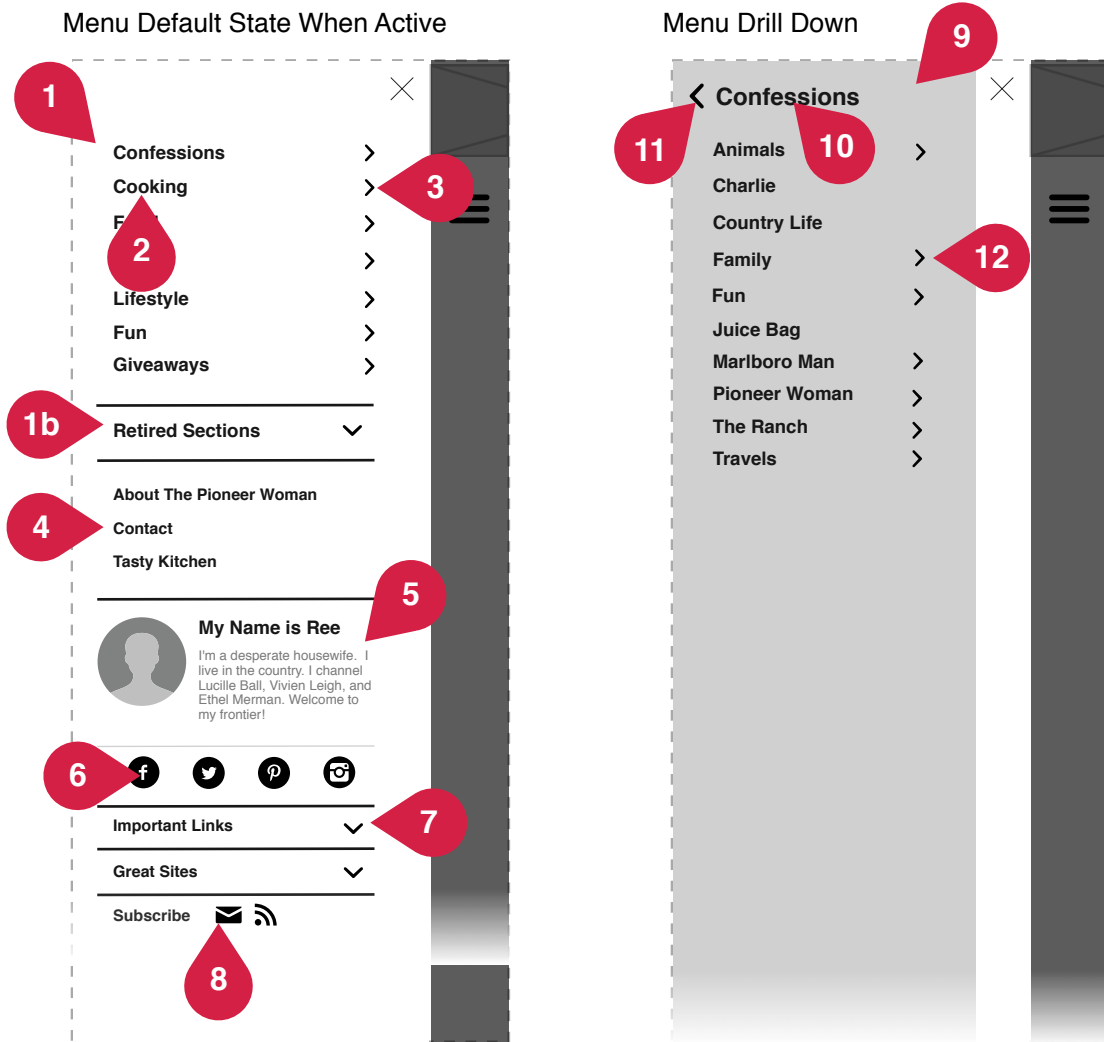 Menu Default State When Active
Menu Drill Down
1
Confessions
Cooking
3
2
Lifestyle
Fun
Giveaways
1b
Retired Sections
About The Pioneer Woman
4
Contact
Tasty Kitchen
5
My Name is Ree
I'm a desperate housewife. I
live in the country. I channel
Lucille Ball, Vivien Leigh, and
Ethel Merman. Welcome to
my frontier!
6
Important Links
7
Great Sites
Subscribe
8
9
Confessions
11
10
Animals
Charlie
Country Life
Family
12
Fun
Juice Bag
Marlboro Man
Pioneer Woman
The Ranch
Travels